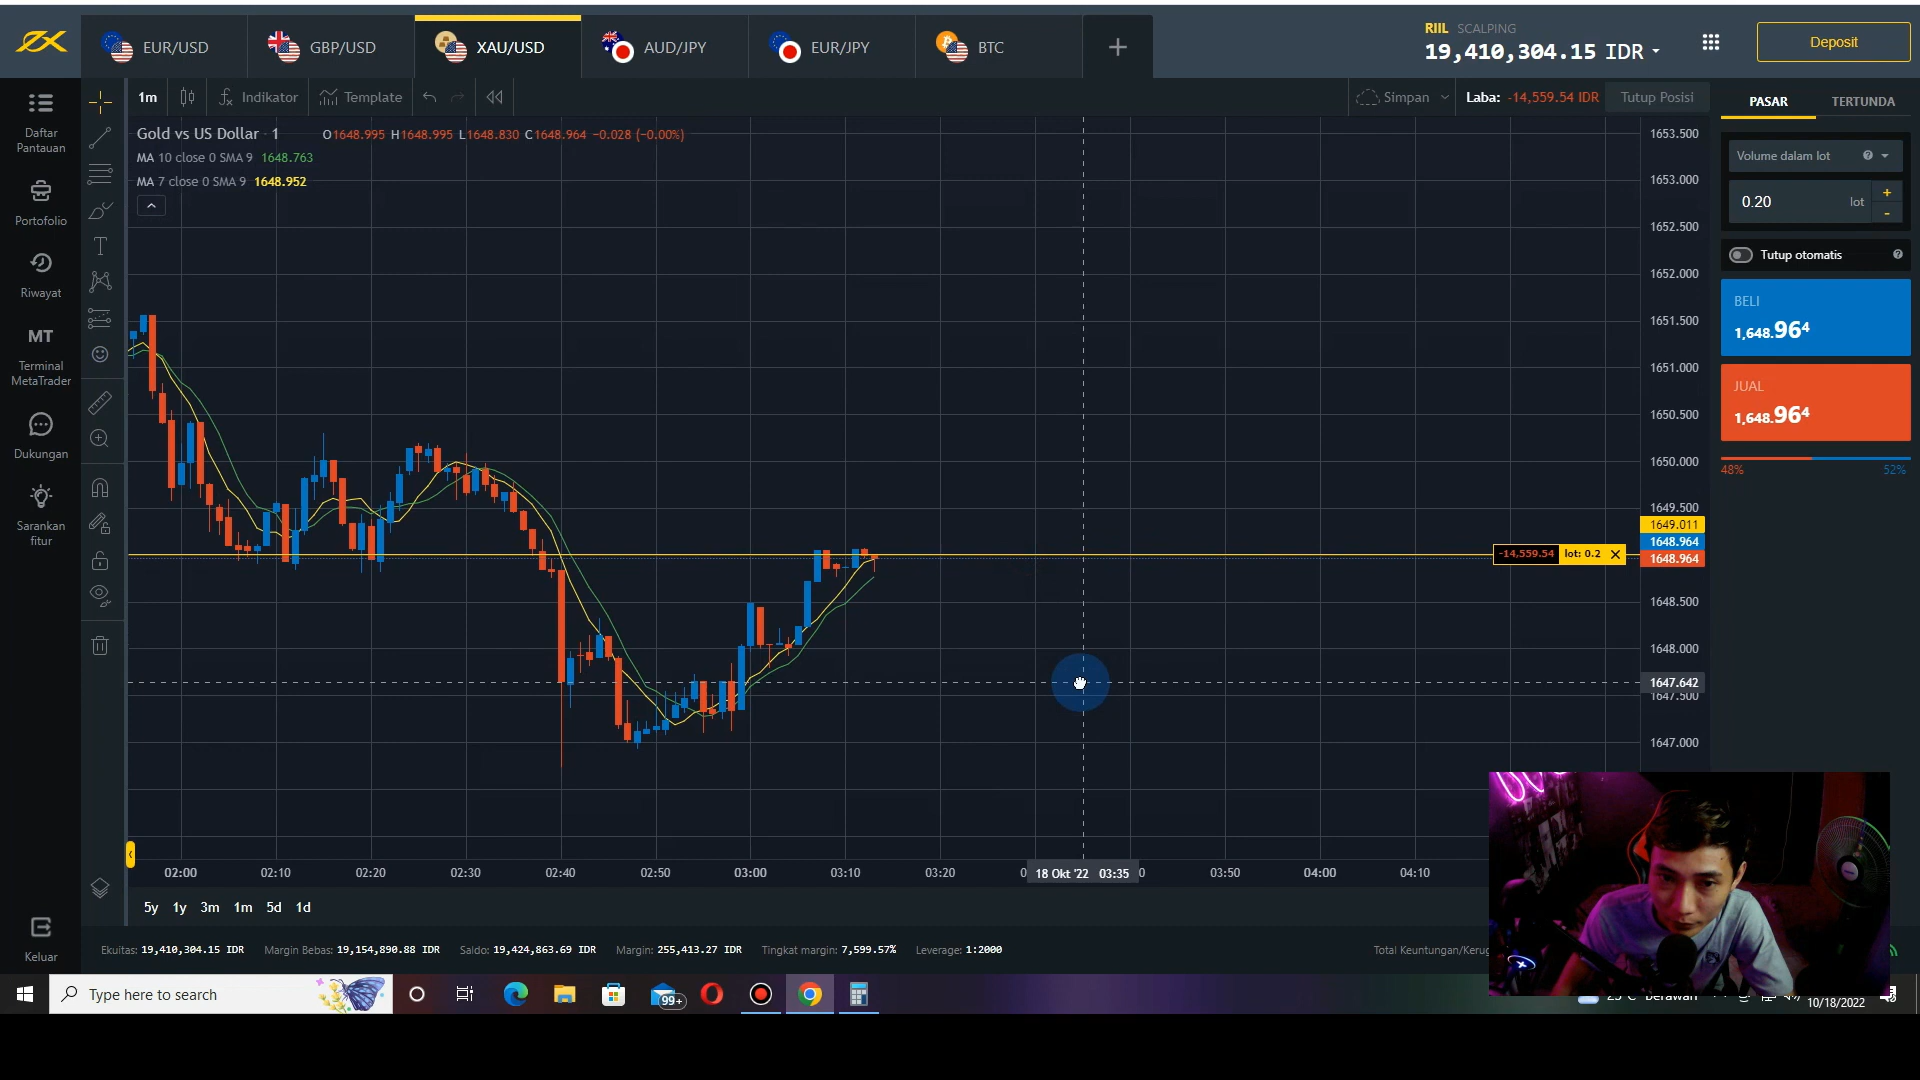 EUR/USD
GBP/USD
XAU/USD
AUD/JPY
EUR/JPY
BTC
+
RIIL SCALPING
19,410,304.15 IDR
Deposit
Daftar
Pantauan
Portofolio
Riwayat
MT
Terminal
MetaTrader
Dukungan
Sarankan
fitur
Keluar
1m
Indikator
Template
Simpan
Laba: -14,559.54 IDR
Tutup Posisi
Gold vs US Dollar · 1
O1648.995 H1648.995 L1648.830 C1648.964 −0.028 (−0.00%)
MA 10 close 0 SMA 9 1648.763
MA 7 close 0 SMA 9 1648.952
1653.500
1653.000
1652.500
1652.000
1651.500
1651.000
1650.500
1650.000
1649.500
1649.011
1648.964
1648.964
1648.500
1648.000
1647.642
1647.500
1647.000
-14,559.54 lot: 0.2
PASAR
TERTUNDA
Volume dalam lot
0.20 lot
+
-
Tutup otomatis
BELI
1,648.964
JUAL
1,648.964
48%
52%
02:00
02:10
02:20
02:30
02:40
02:50
03:00
03:10
03:20
18 Okt '22 03:35
03:50
04:00
04:10
5y 1y 3m 1m 5d 1d
Ekuitas: 19,410,304.15 IDR
Margin Bebas: 19,154,890.88 IDR
Saldo: 19,424,863.69 IDR
Margin: 255,413.27 IDR
Tingkat margin: 7,599.57%
Leverage: 1:2000
Type here to search
99+
10/18/2022